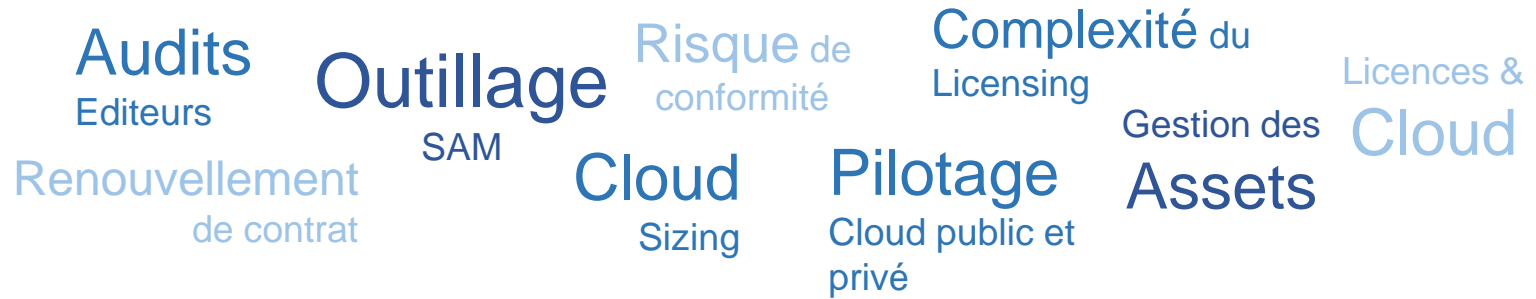 Audits
Editeurs
Outillage
SAM
Risque de
conformité
Complexité du
Licensing
Licences &
Cloud
Renouvellement
de contrat
Cloud
Sizing
Pilotage
Cloud public et
privé
Gestion des
Assets